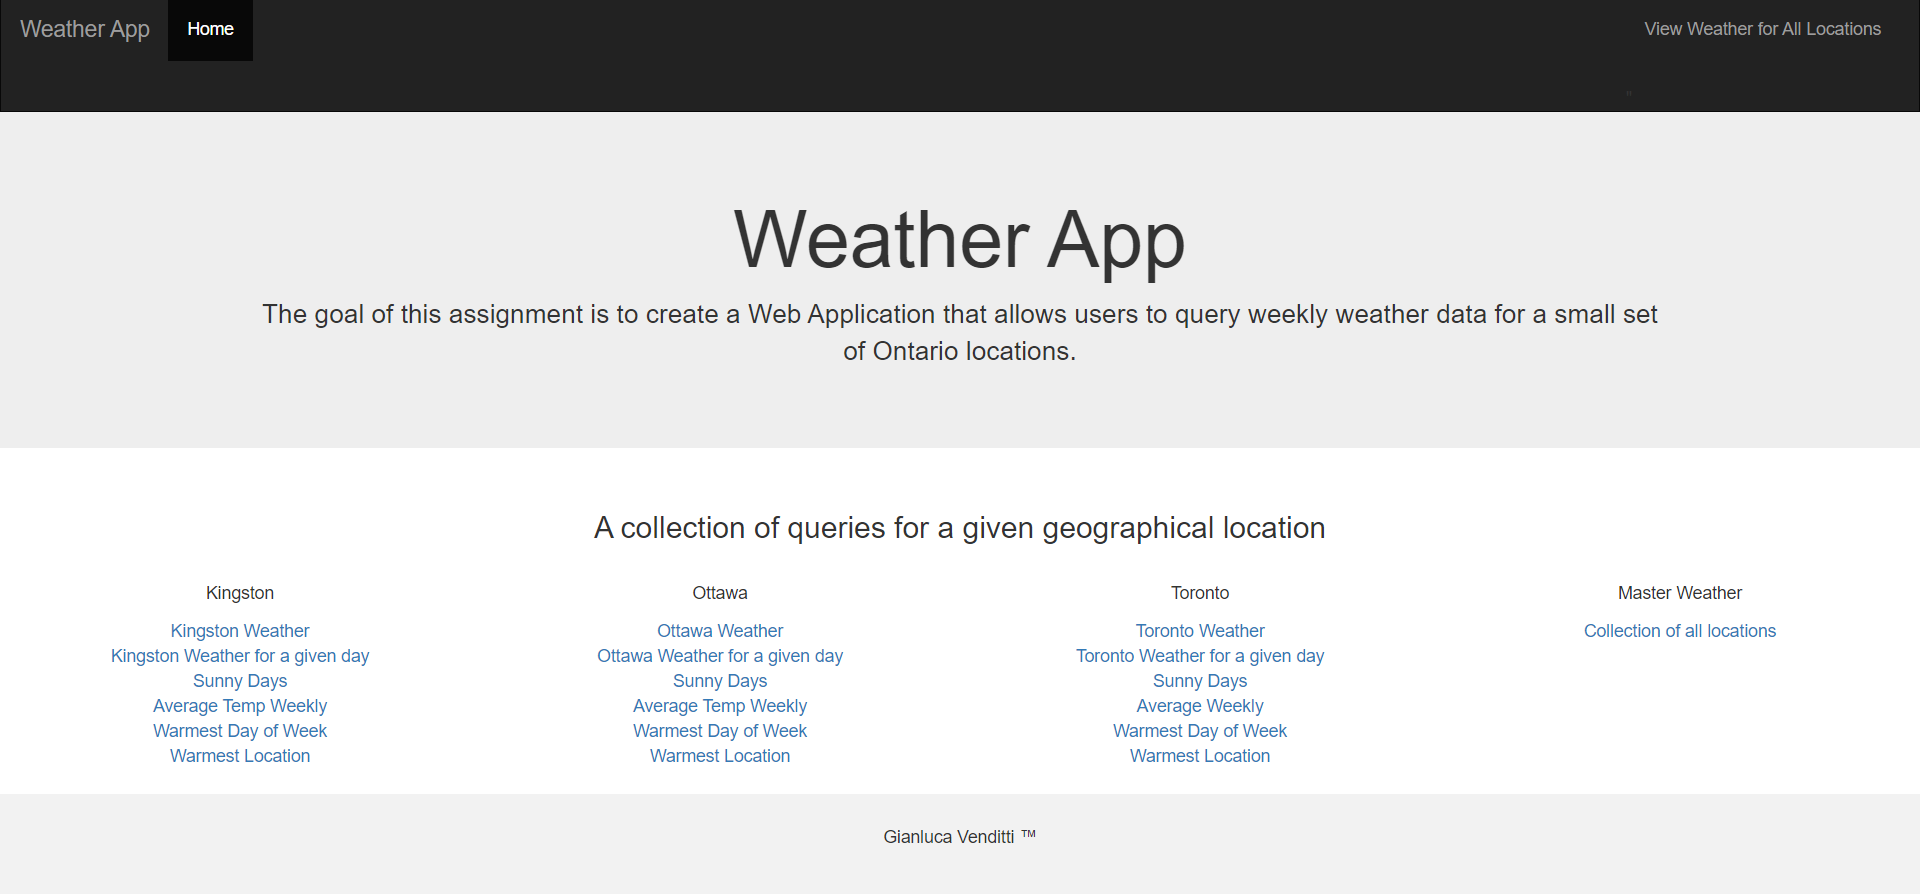 Weather App
Home
View Weather for All Locations
"
Weather App
The goal of this assignment is to create a Web Application that allows users to query weekly weather data for a small set
of Ontario locations.
A collection of queries for a given geographical location
Kingston
Kingston Weather
Kingston Weather for a given day
Sunny Days
Average Temp Weekly
Warmest Day of Week
Warmest Location
Ottawa
Ottawa Weather
Ottawa Weather for a given day
Sunny Days
Average Temp Weekly
Warmest Day of Week
Warmest Location
Toronto
Toronto Weather
Toronto Weather for a given day
Sunny Days
Average Weekly
Warmest Day of Week
Warmest Location
Master Weather
Collection of all locations
Gianluca Venditti ™